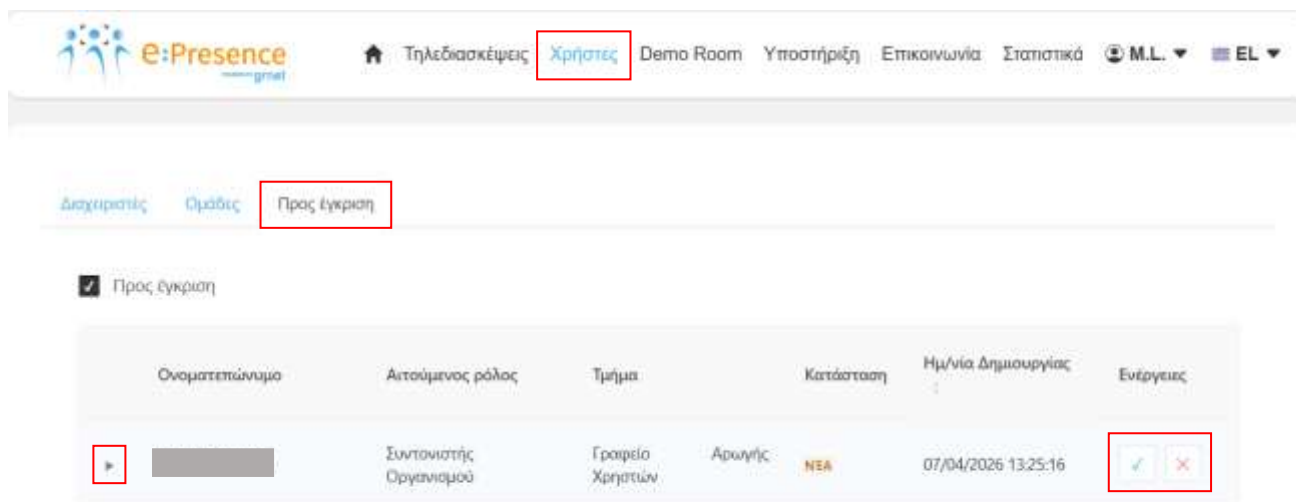 e:Presence
grnet
Τηλεδιασκέψεις Χρήστες Demo Room Υποστήριξη Επικοινωνία Στατιστικά M.L. EL
Διαχειριστές Ομάδες Προς έγκριση
Προς έγκριση
Ονοματεπώνυμο Αιτούμενος ρόλος Τμήμα Κατάσταση Ημ/νία Δημιουργίας Ενέργειες
Συντονιστής Οργανισμού Γραφείο Αρωγής Χρηστών ΝΕΑ 07/04/2026 13:25:16